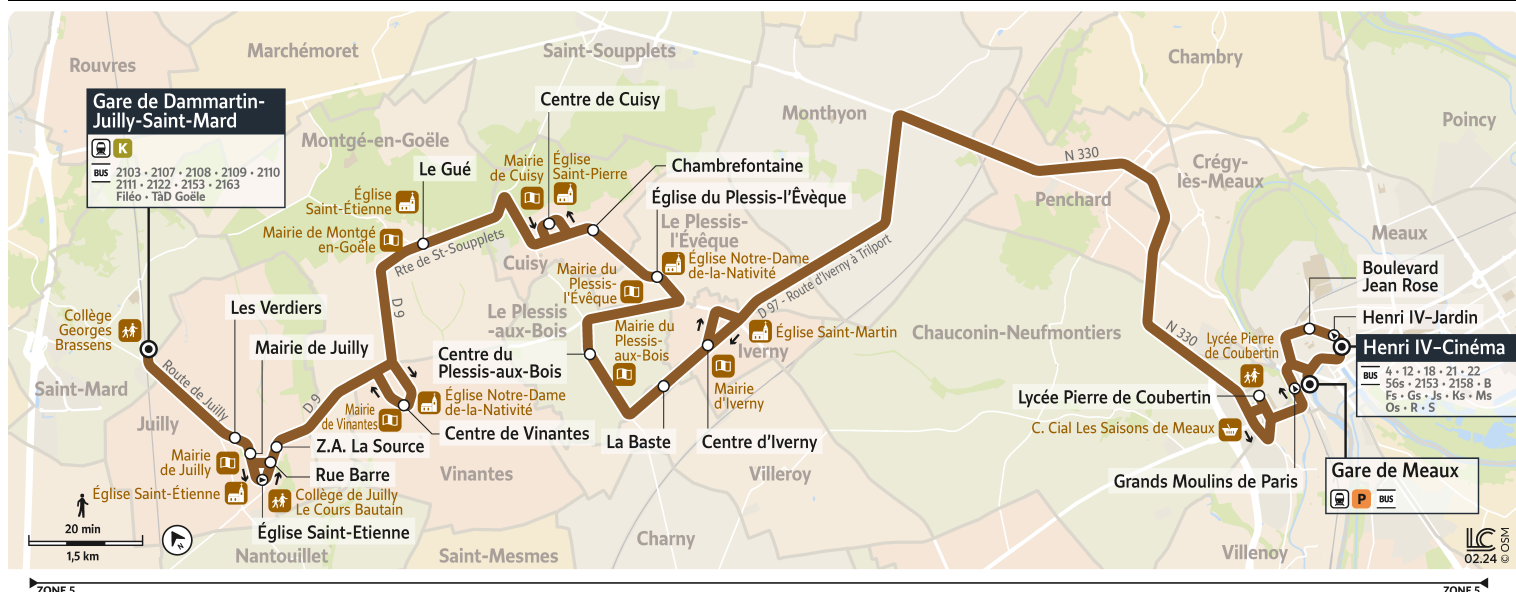 Rouvres
Marchémoret
Saint-Soupplets
Chambry
Monthyon
Poincy
Gare de Dammartin-
Juilly-Saint-Mard
K
BUS
2103 • 2107 • 2108 • 2109 • 2110
2111 • 2122 • 2153 • 2163
Filéo • TàD Goële
Montgé-en-Goële
Centre de Cuisy
Le Gué
Mairie
de Cuisy
Église
Saint-Pierre
Chambrefontaine
Église
Saint-Étienne
Église du Plessis-l'Évèque
Mairie de Montgé
en-Goële
Rte de St-Soupplets
Cuisy
Le Plessis-
l'Évêque
Église Notre-Dame
de-la-Nativité
Mairie du
Plessis-
l'Évêque
N 330
Crégy-
lès-Meaux
Penchard
Meaux
D 9
Le Plessis
-aux-Bois
D 97 - Route d'Iverny à Trilport
Boulevard
Jean Rose
Henri IV-Jardin
Henri IV-Cinéma
BUS
4 • 12 • 18 • 21 • 22
56s • 2153 • 2158 • B
Fs • Gs • Js • Ks • Ms
Os • R • S
Les Verdiers
Collège
Georges
Brassens
Mairie de Juilly
Centre du
Plessis-aux-Bois
Mairie du
Plessis-
aux-Bois
Église Saint-Martin
Iverny
Mairie
d'Iverny
Chauconin-Neufmontiers
N 330
Lycée Pierre
de Coubertin
Saint-Mard
Route de Juilly
D 9
Juilly
Mairie
de Vinantes
Église Notre-Dame
de-la-Nativité
Centre de Vinantes
La Baste
Centre d'Iverny
Lycée Pierre de Coubertin
C. Cial Les Saisons de Meaux
Z.A. La Source
Rue Barre
Mairie
de Juilly
Église Saint-Étienne
Collège de Juilly
Le Cours Bautain
Église Saint-Etienne
Vinantes
Villeroy
Grands Moulins de Paris
Gare de Meaux
P
BUS
20 min
1,5 km
N
Nantouillet
Saint-Mesmes
Charny
Villenoy
LC
02.24
© OSM
ZONE 5
ZONE 5